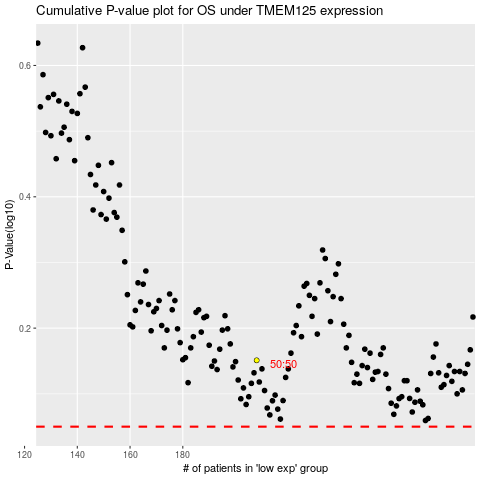 Cumulative P-value plot for OS under TMEM125 expression
P-Value(log10)
0.6
0.4
0.2
50:50
120 140 160 180
# of patients in 'low exp' group